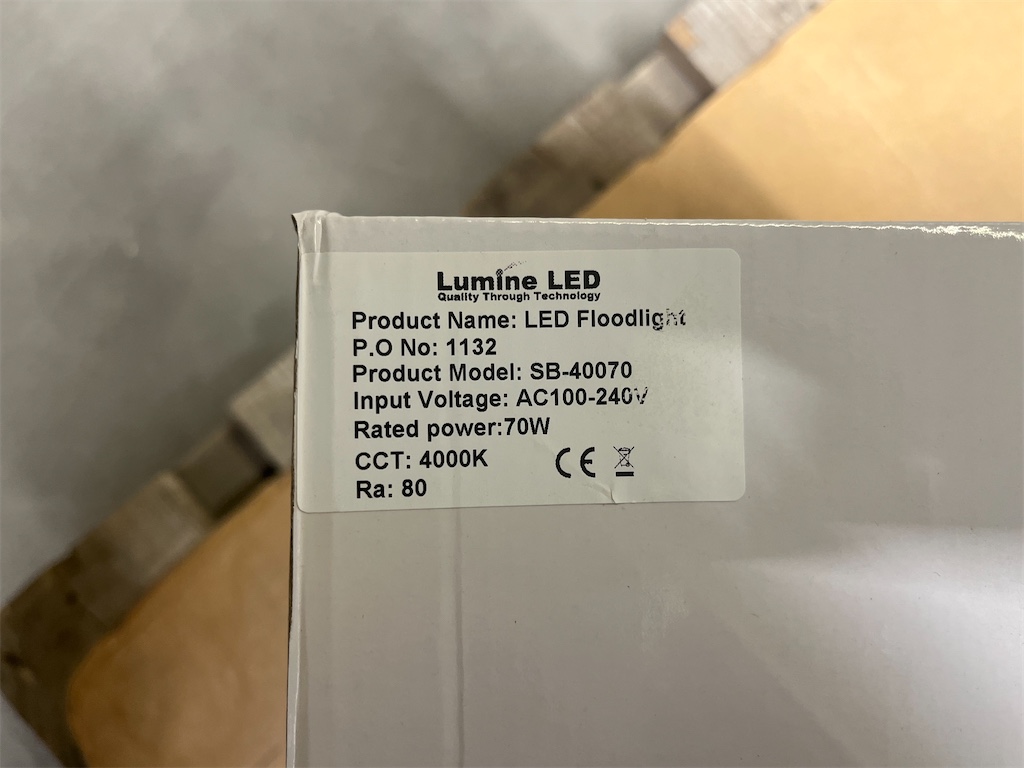 Lumine LED
Quality Through Technology
Product Name: LED Floodlight
P.O No: 1132
Product Model: SB-40070
Input Voltage: AC100-240V
Rated power:70W
CCT: 4000K
CE
Ra: 80